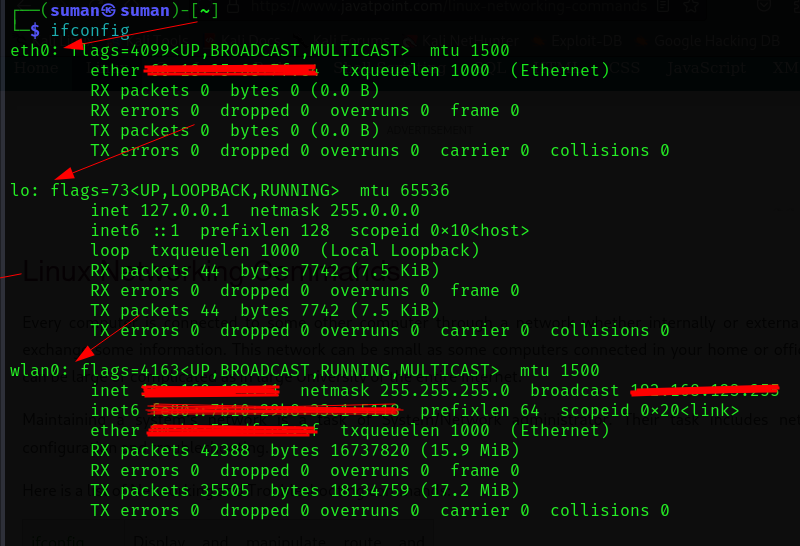 ┌──(suman㉿suman)-[~]
└─$ ifconfig
eth0: flags=4099<UP,BROADCAST,MULTICAST>  mtu 1500
ether txqueuelen 1000  (Ethernet)
RX packets 0  bytes 0 (0.0 B)
RX errors 0  dropped 0  overruns 0  frame 0
TX packets 0  bytes 0 (0.0 B)
TX errors 0  dropped 0 overruns 0  carrier 0  collisions 0
lo: flags=73<UP,LOOPBACK,RUNNING>  mtu 65536
inet 127.0.0.1  netmask 255.0.0.0
inet6 ::1  prefixlen 128  scopeid 0×10<host>
loop  txqueuelen 1000  (Local Loopback)
RX packets 44  bytes 7742 (7.5 KiB)
RX errors 0  dropped 0  overruns 0  frame 0
TX packets 44  bytes 7742 (7.5 KiB)
TX errors 0  dropped 0 overruns 0  carrier 0  collisions 0
wlan0: flags=4163<UP,BROADCAST,RUNNING,MULTICAST>  mtu 1500
inet netmask 255.255.255.0  broadcast
inet6 prefixlen 64  scopeid 0×20<link>
ether txqueuelen 1000  (Ethernet)
RX packets 42388  bytes 16737820 (15.9 MiB)
RX errors 0  dropped 0  overruns 0  frame 0
TX packets 35505  bytes 18134759 (17.2 MiB)
TX errors 0  dropped 0 overruns 0  carrier 0  collisions 0